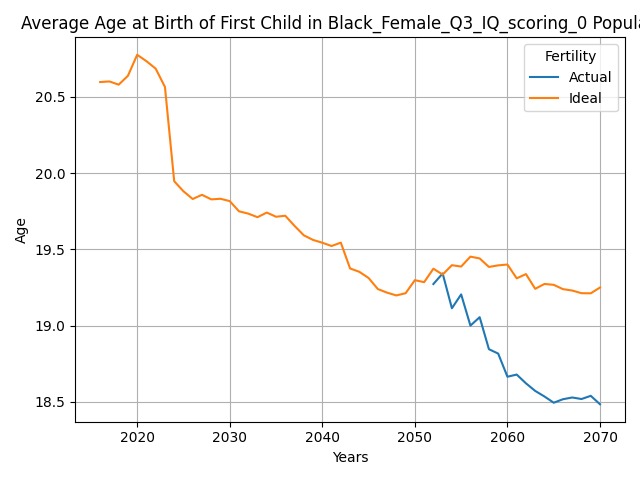 Average Age at Birth of First Child in Black_Female_Q3_IQ_scoring_0 Popula
Fertility
Actual
Ideal
20.5
20.0
19.5
19.0
18.5
Age
2020 2030 2040 2050 2060 2070
Years